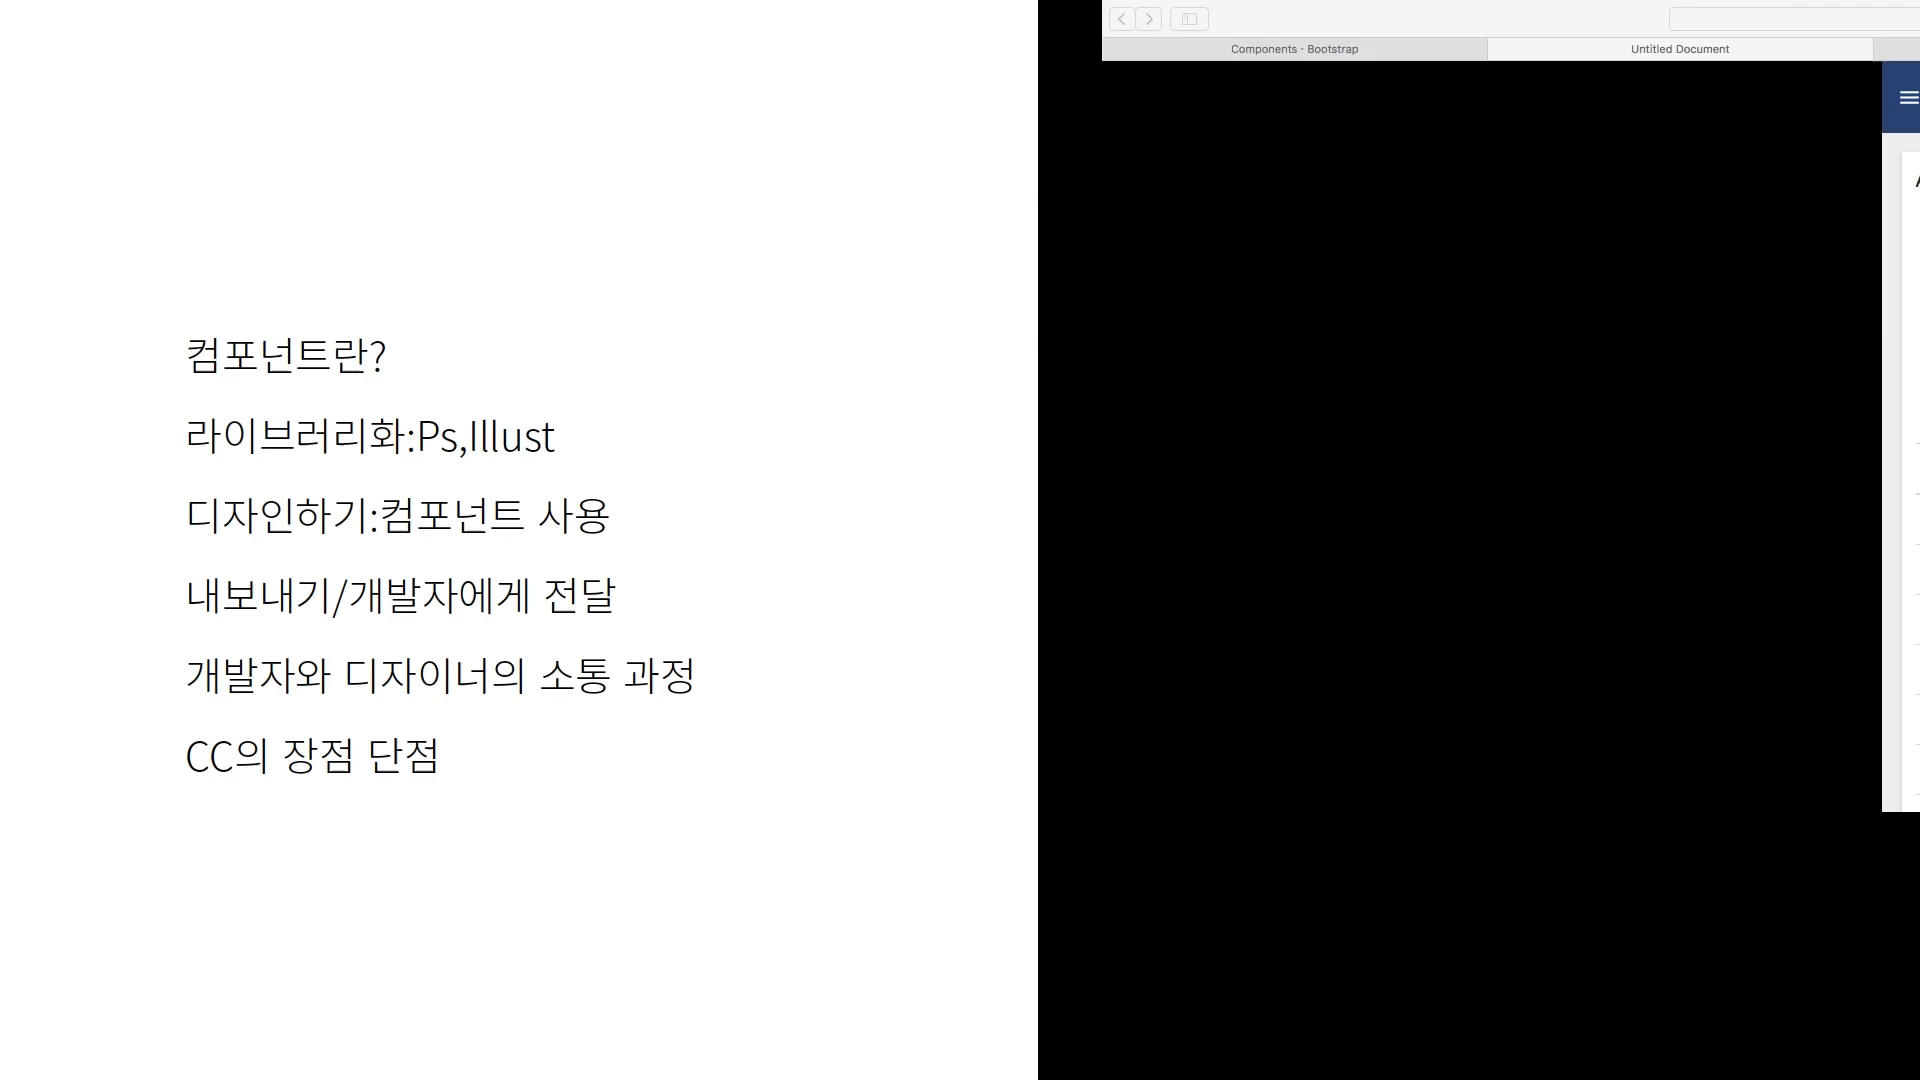 컴포넌트란?
라이브러리화:Ps,Illust
디자인하기:컴포넌트 사용
내보내기/개발자에게 전달
개발자와 디자이너의 소통 과정
CC의 장점 단점
Components · Bootstrap
Untitled Document